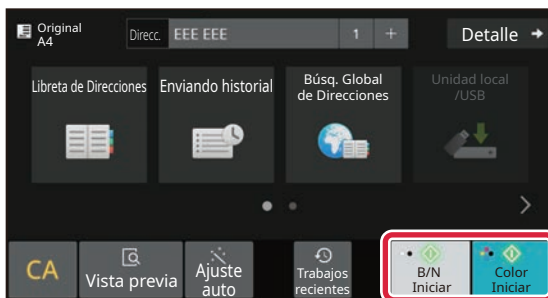 Original
A4
Direcc. EEE EEE 1 +
Detalle
Libreta de Direcciones
Enviando historial
Búsq. Global
de Direcciones
Unidad local
/USB
CA
Vista previa
Ajuste
auto
Trabajos
recientes
B/N
Iniciar
Color
Iniciar